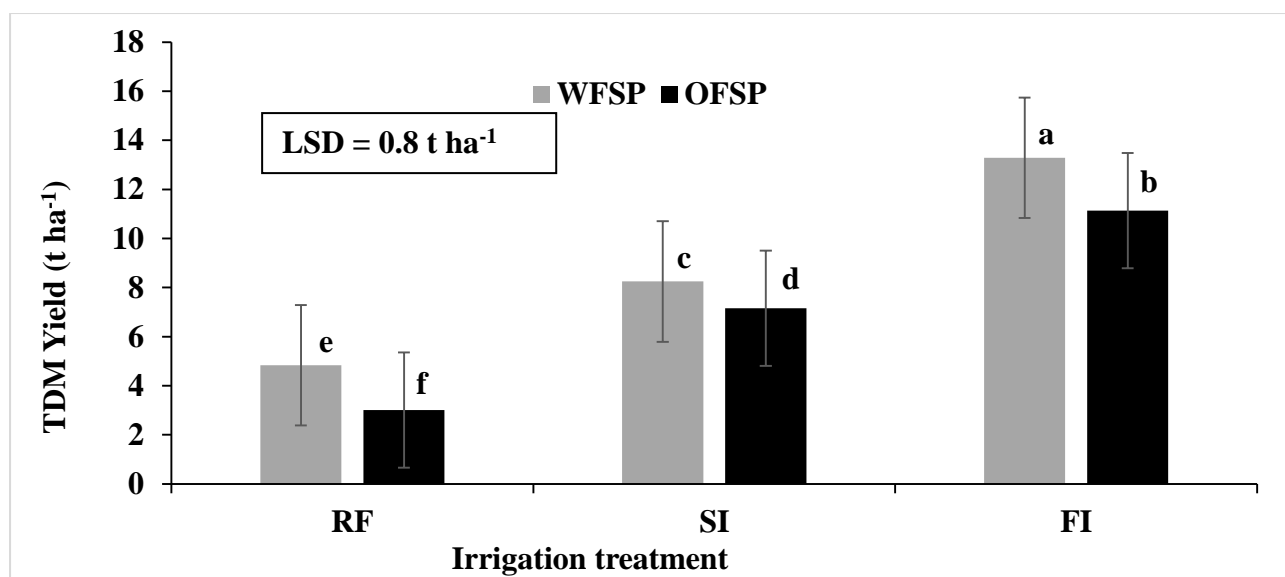 18
16
14
12
10
8
6
4
2
0
TDM Yield (t ha-1)
WFSP OFSP
LSD = 0.8 t ha-1
e
f
c
d
a
b
RF SI FI
Irrigation treatment